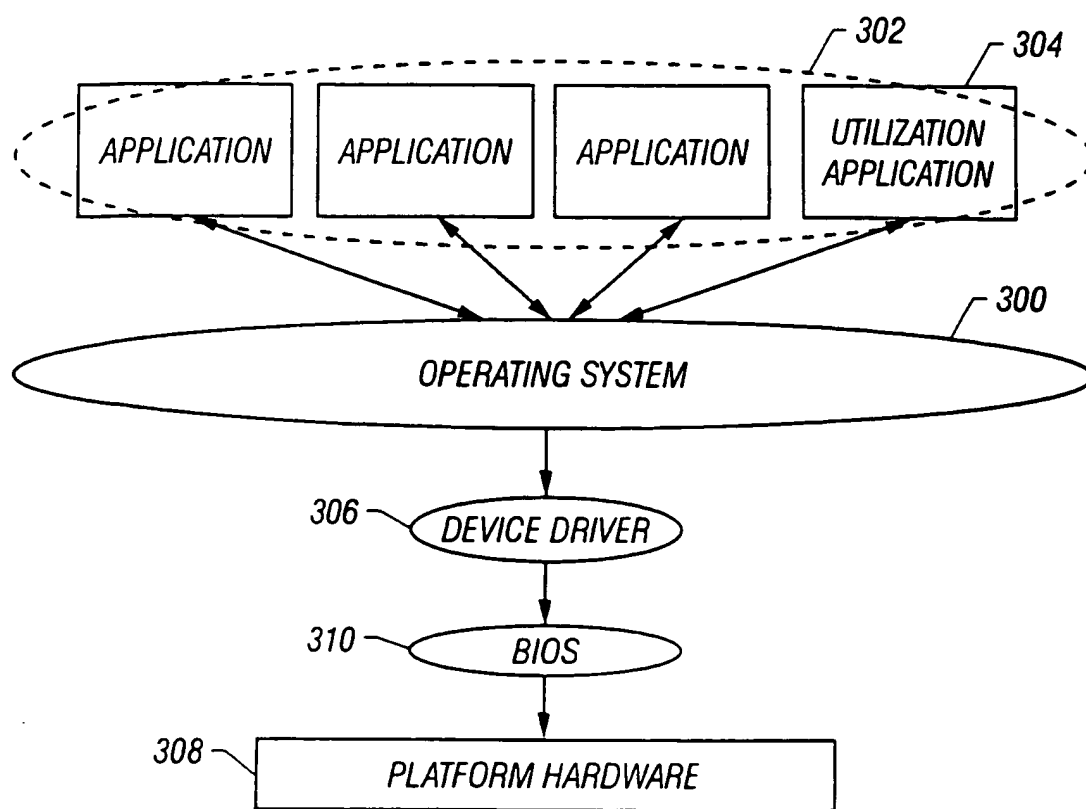 302
304
APPLICATION
APPLICATION
APPLICATION
UTILIZATION
APPLICATION
300
OPERATING SYSTEM
306
DEVICE DRIVER
310
BIOS
308
PLATFORM HARDWARE